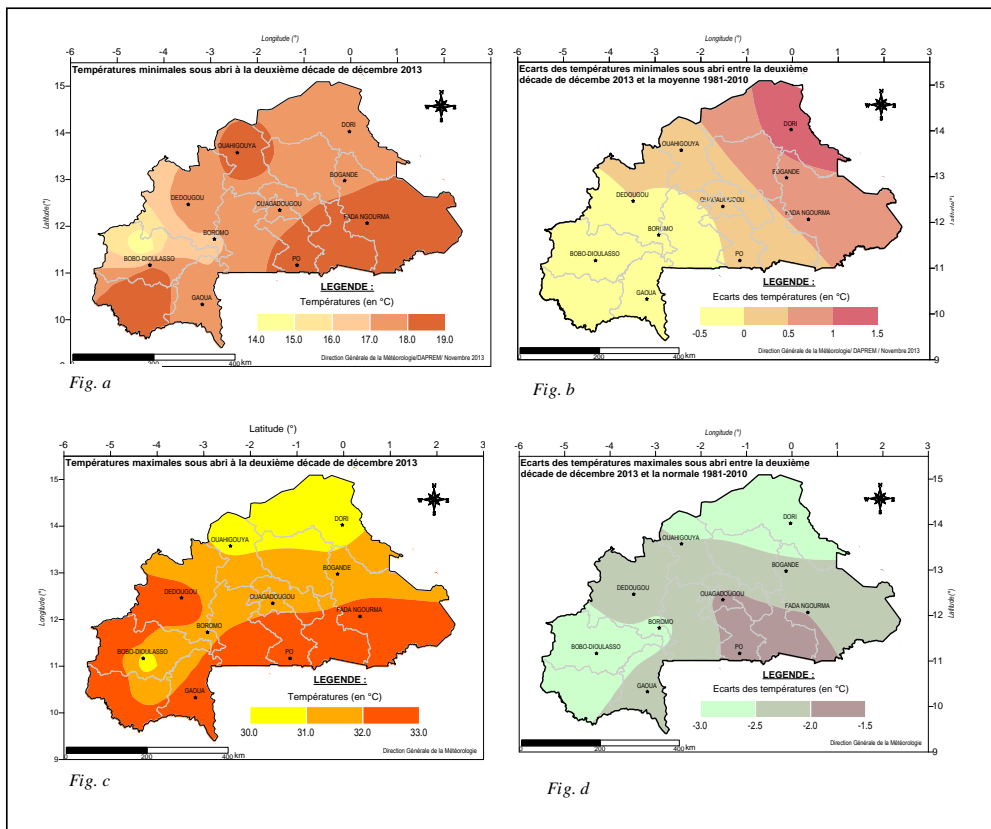 Longitude (°)
-6 -5 -4 -3 -2 -1 0 1 2 3
Températures minimales sous abri à la deuxième décade de décembre 2013
15
14
13
12
11
10
Latitude(°)
DORI
OUAHIGOUYA
BOGANDE
DEDOUGOU
OUAGADOUGOU
FADA NGOURMA
BOROMO
BOBO-DIOULASSO
PO
GAOUA
LEGENDE :
Températures (en °C)
14.0 15.0 16.0 17.0 18.0 19.0
200 400 km
Direction Générale de la Météorologie/DAPREM / Novembre 2013
Fig. a
Longitude (°)
-6 -5 -4 -3 -2 -1 0 1 2 3
Ecarts des températures minimales sous abri entre la deuxième
décade de décembe 2013 et la moyenne 1981-2010
15
14
13
12
11
10
9
DORI
OUAHIGOUYA
BOGANDE
DEDOUGOU
OUAGADOUGOU
FADA NGOURMA
BOROMO
BOBO-DIOULASSO
PO
GAOUA
LEGENDE :
Ecarts des températures (en °C)
-0.5 0 0.5 1 1.5
200 400 km
Direction Générale de la Météorologie/ DAPREM / Novembre 2013
Fig. b
Latitude (°)
-6 -5 -4 -3 -2 -1 0 1 2 3
Températures maximales sous abri à la deuxième décade de décembre 2013
15
14
13
12
11
10
9
Longitude (°)
DORI
OUAHIGOUYA
BOGANDE
DEDOUGOU
OUAGADOUGOU
FADA NGOURMA
BOROMO
BOBO-DIOULASSO
PO
GAOUA
LEGENDE :
Températures (en °C)
30.0 31.0 32.0 33.0
0 200 400 km
Direction Générale de la Météorologie
Fig. c
Longitude (°)
-6 -5 -4 -3 -2 -1 0 1 2 3
Ecarts des températures maximales sous abri entre la deuxième
décade de décembre 2013 et la normale 1981-2010
15
14
13
12
11
10
9
Latitude(°)
DORI
OUAHIGOUYA
BOGANDE
DEDOUGOU
OUAGADOUGOU
FADA NGOURMA
BOROMO
BOBO-DIOULASSO
PO
GAOUA
LEGENDE :
Ecarts des températures (en °C)
-3.0 -2.5 -2.0 -1.5
0 200 400 km
Direction Générale de la Météorologie
Fig. d